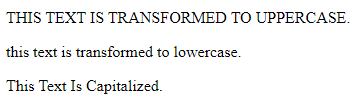 THIS TEXT IS TRANSFORMED TO UPPERCASE.
this text is transformed to lowercase.
This Text Is Capitalized.